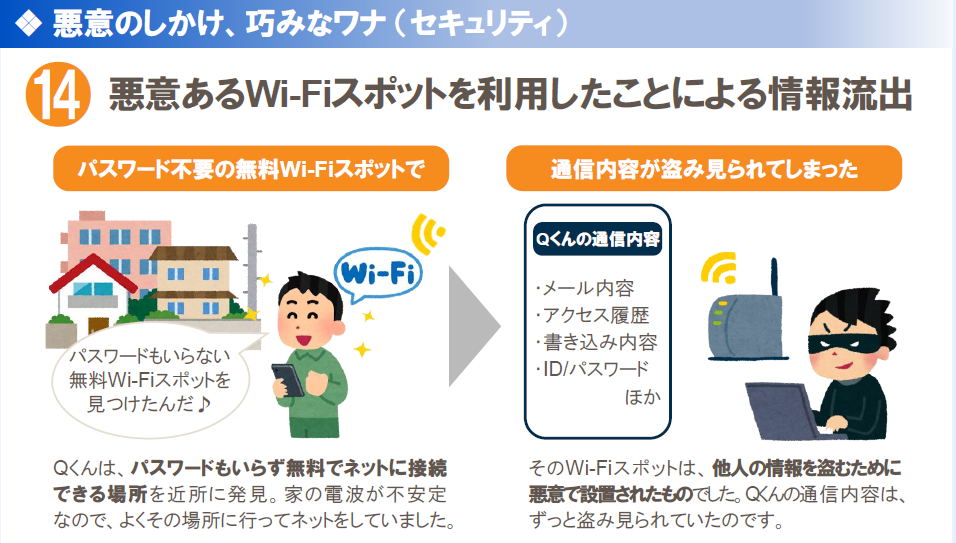 ❖ 悪意のしかけ、巧みなワナ（セキュリティ）
14 悪意あるWi-Fiスポットを利用したことによる情報流出
パスワード不要の無料Wi-Fiスポットで
Wi-Fi
パスワードもいらない
無料Wi-Fiスポットを
見つけたんだ♪
Qくんは、パスワードもいらず無料でネットに接続
できる場所を近所に発見。家の電波が不安定
なので、よくその場所に行ってネットをしていました。
通信内容が盗み見られてしまった
Qくんの通信内容
・メール内容
・アクセス履歴
・書き込み内容
・ID/パスワード
ほか
そのWi-Fiスポットは、他人の情報を盗むために
悪意で設置されたものでした。Qくんの通信内容は、
ずっと盗み見られていたのです。